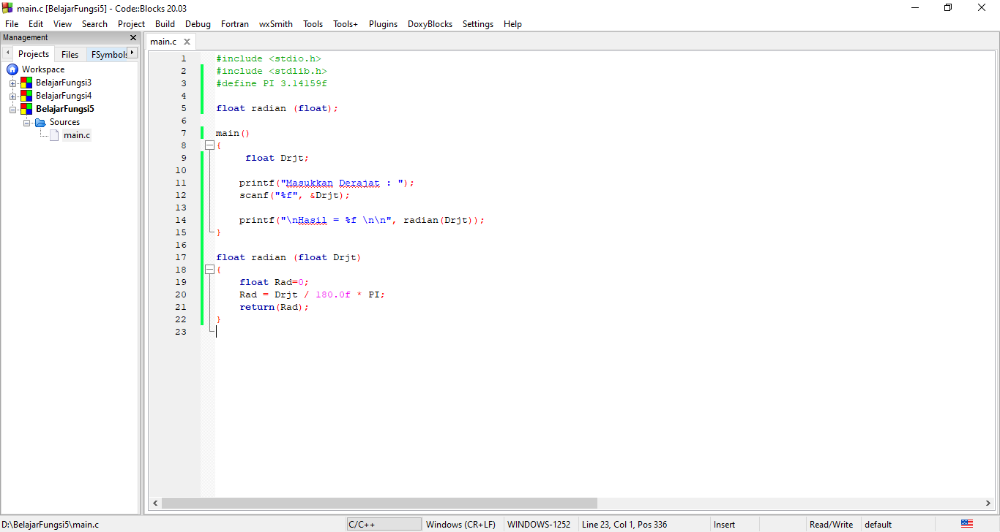 main.c [BelajarFungsi5] - Code::Blocks 20.03
File Edit View Search Project Build Debug Fortran wxSmith Tools Tools+ Plugins DoxyBlocks Settings Help
Management
Projects Files FSymbols
Workspace
BelajarFungsi3
BelajarFungsi4
BelajarFungsi5
Sources
main.c
main.c
1 #include <stdio.h>
2 #include <stdlib.h>
3 #define PI 3.14159f
4
5 float radian (float);
6
7 main()
8 {
9 float Drjt;
10
11 printf("Masukkan Derajat : ");
12 scanf("%f", &Drjt);
13
14 printf("\nHasil = %f \n\n", radian(Drjt));
15 }
16
17 float radian (float Drjt)
18 {
19 float Rad=0;
20 Rad = Drjt / 180.0f * PI;
21 return(Rad);
22 }
23
D:\BelajarFungsi5\main.c C/C++ Windows (CR+LF) WINDOWS-1252 Line 23, Col 1, Pos 336 Insert Read/Write default